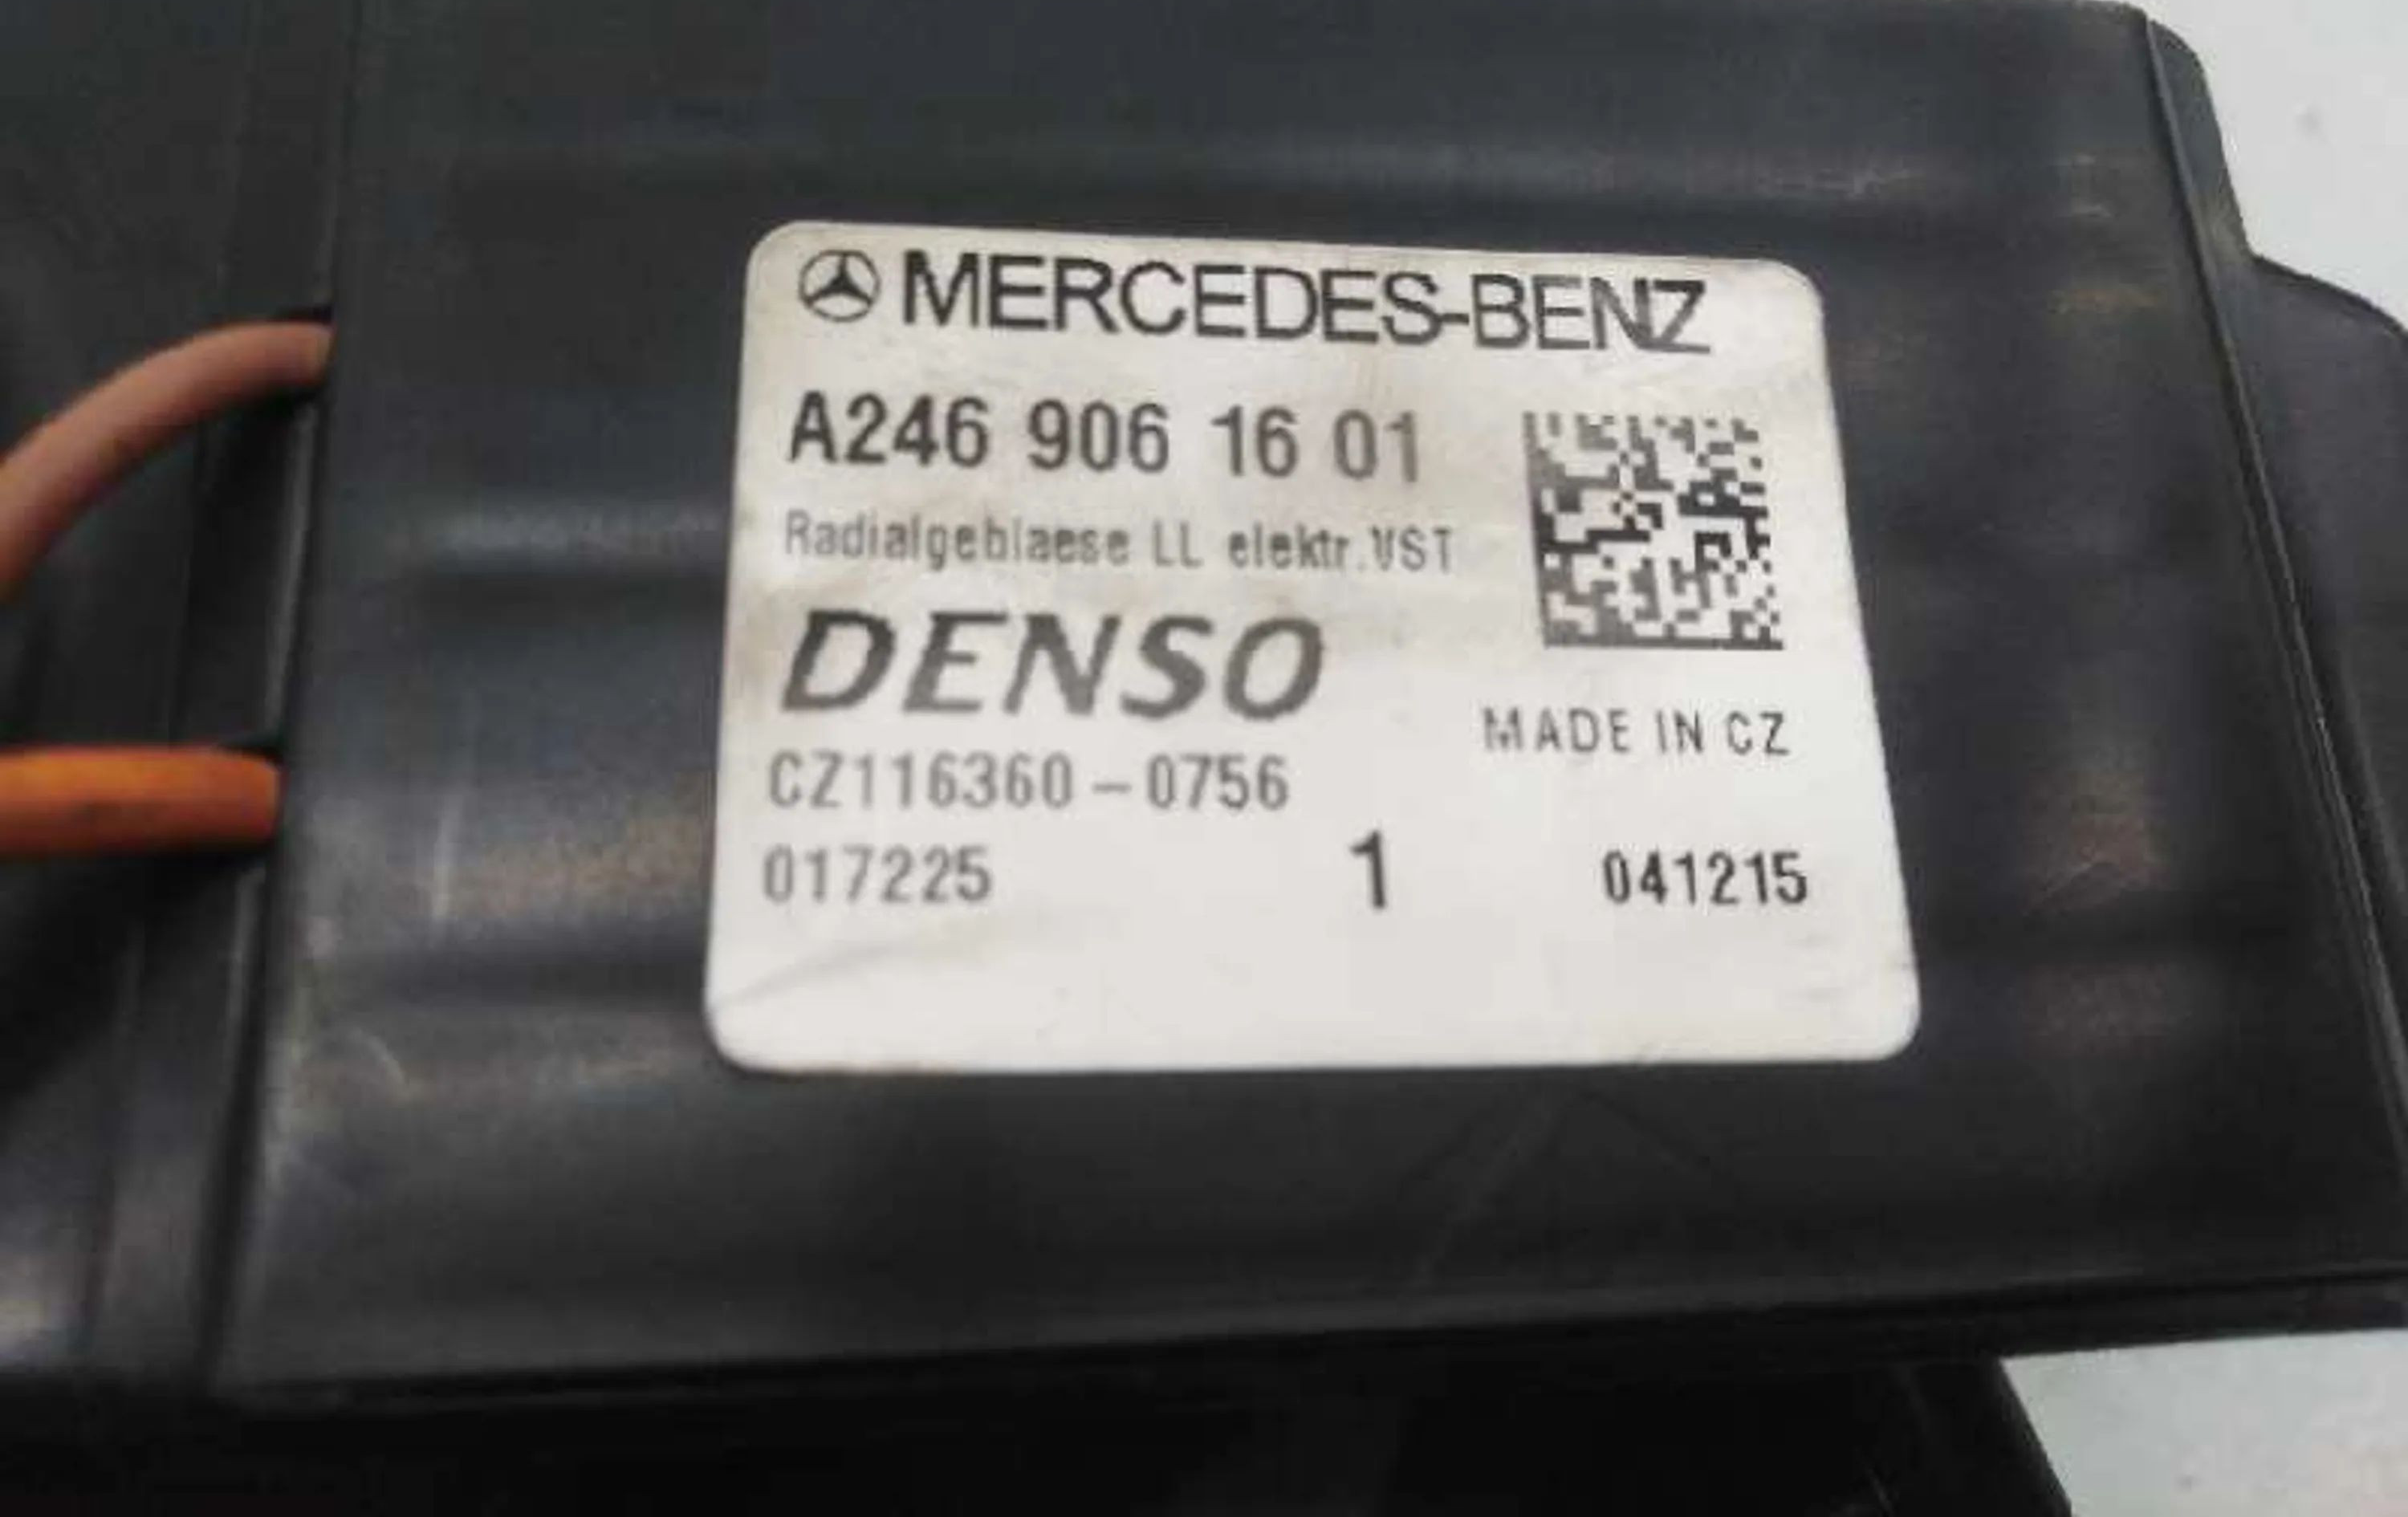 MERCEDES-BENZ
A246 906 16 01
Radialgeblaese LL elektr.VST
DENSO
MADE IN CZ
CZ116360-0756
017225 1 041215